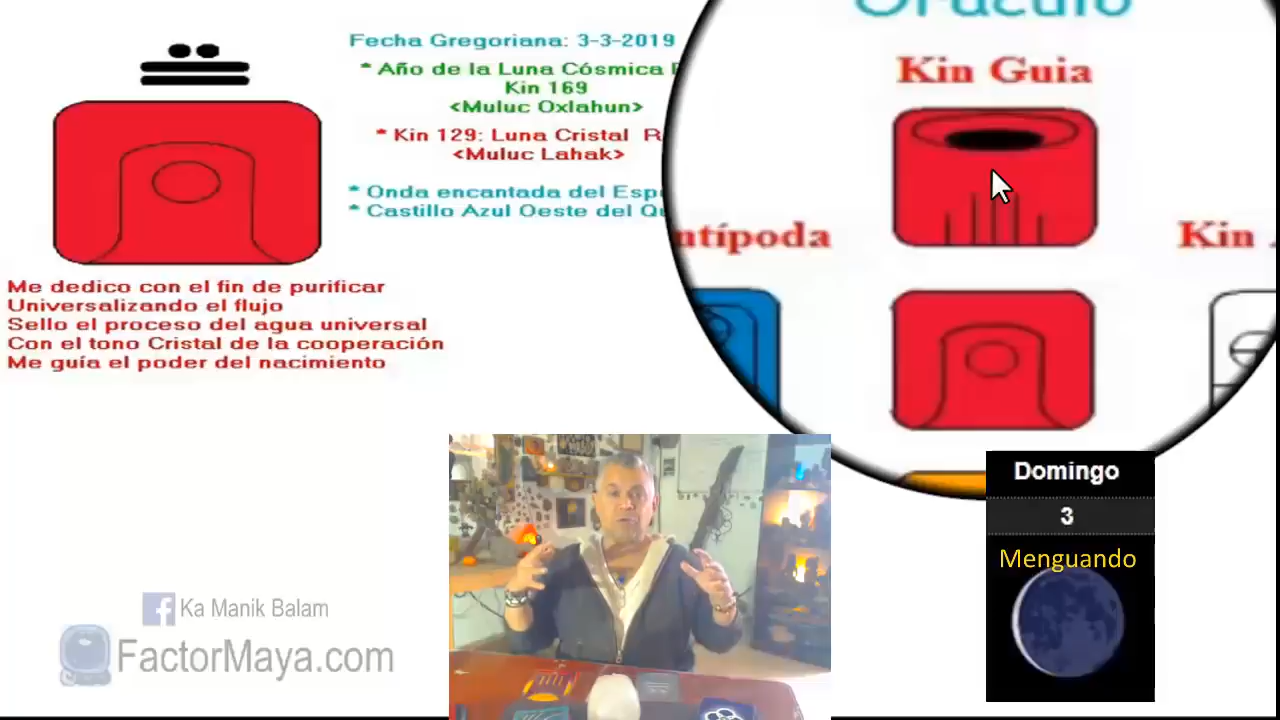 Fecha Gregoriana: 3-3-2019
* Año de la Luna Cósmica
Kin 169
<Muluc Oxlahun>
* Kin 129: Luna Cristal R
<Muluc Lahak>
* Onda encantada del Esp
* Castillo Azul Oeste del Qu
Me dedico con el fin de purificar
Universalizando el flujo
Sello el proceso del agua universal
Con el tono Cristal de la cooperación
Me guía el poder del nacimiento
Oráculo
Kin Guia
ntípoda
Kin
Domingo
3
Menguando
Ka Manik Balam
FactorMaya.com